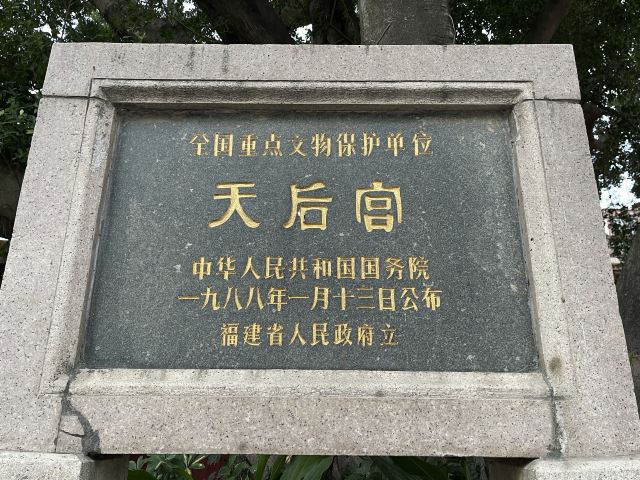 全国重点文物保护单位
天后宫
中华人民共和国国务院
一九八八年一月十三日公布
福建省人民政府立